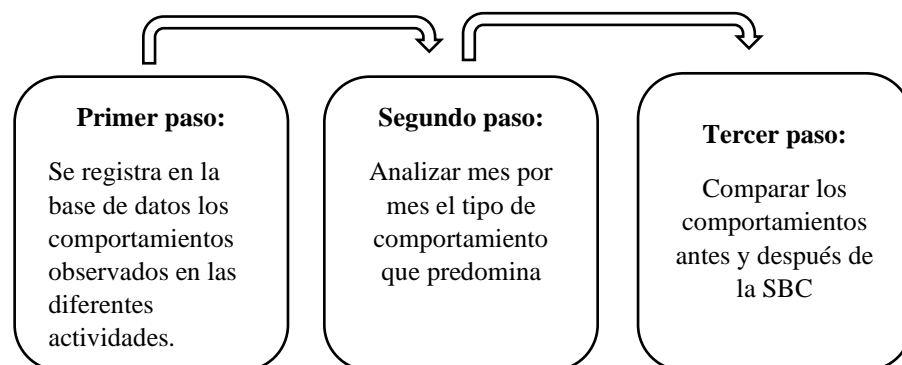 Primer paso:
Se registra en la
base de datos los
comportamientos
observados en las
diferentes
actividades.
Segundo paso:
Analizar mes por
mes el tipo de
comportamiento
que predomina
Tercer paso:
Comparar los
comportamientos
antes y después de
la SBC